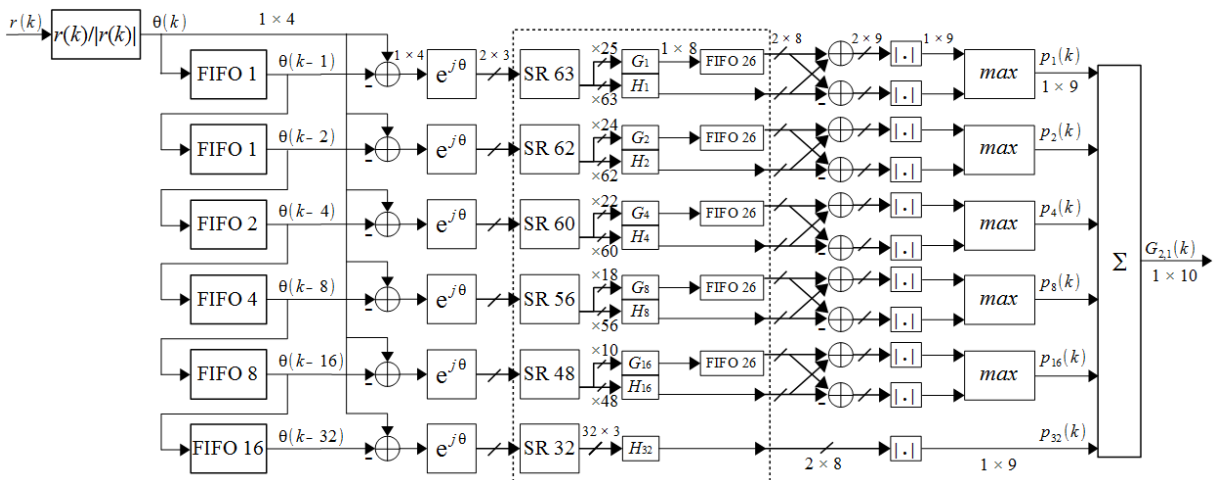 r(k)
r(k)/|r(k)|
θ(k)
1 × 4
FIFO 1
θ(k- 1)
1 × 4
e^{jθ}
2 × 3
SR 63
×25
G₁
H₁
×63
1 × 8
FIFO 26
2 × 8
-
2 × 9
|.|
|.|
1 × 9
max
p₁(k)
1 × 9
FIFO 1
θ(k- 2)
-
e^{jθ}
SR 62
×24
G₂
H₂
×62
FIFO 26
-
|.|
|.|
max
p₂(k)
FIFO 2
θ(k- 4)
-
e^{jθ}
SR 60
×22
G₄
H₄
×60
FIFO 26
-
|.|
|.|
max
p₄(k)
FIFO 4
θ(k- 8)
-
e^{jθ}
SR 56
×18
G₈
H₈
×56
FIFO 26
-
|.|
|.|
max
p₈(k)
Σ
G₂,₁(k)
1 × 10
FIFO 8
θ(k- 16)
-
e^{jθ}
SR 48
×10
G₁₆
H₁₆
×48
FIFO 26
-
|.|
|.|
max
p₁₆(k)
FIFO 16
θ(k- 32)
-
e^{jθ}
SR 32
32 × 3
H₃₂
2 × 8
|.|
1 × 9
p₃₂(k)